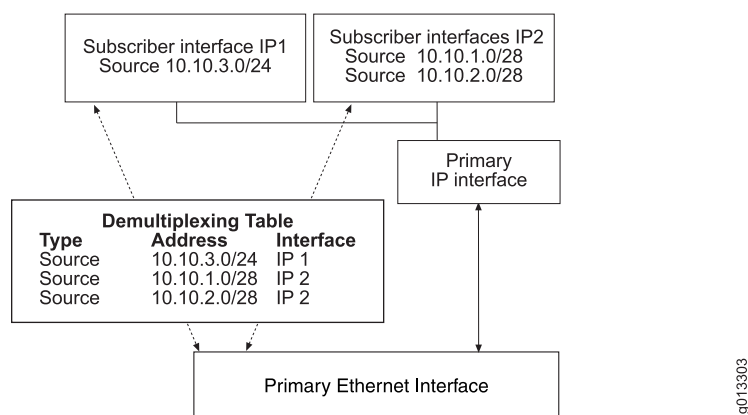 Subscriber interface IP1
Source 10.10.3.0/24
Subscriber interfaces IP2
Source 10.10.1.0/28
Source 10.10.2.0/28
Primary
IP interface
Demultiplexing Table
Type Address Interface
Source 10.10.3.0/24 IP 1
Source 10.10.1.0/28 IP 2
Source 10.10.2.0/28 IP 2
Primary Ethernet Interface
g013303